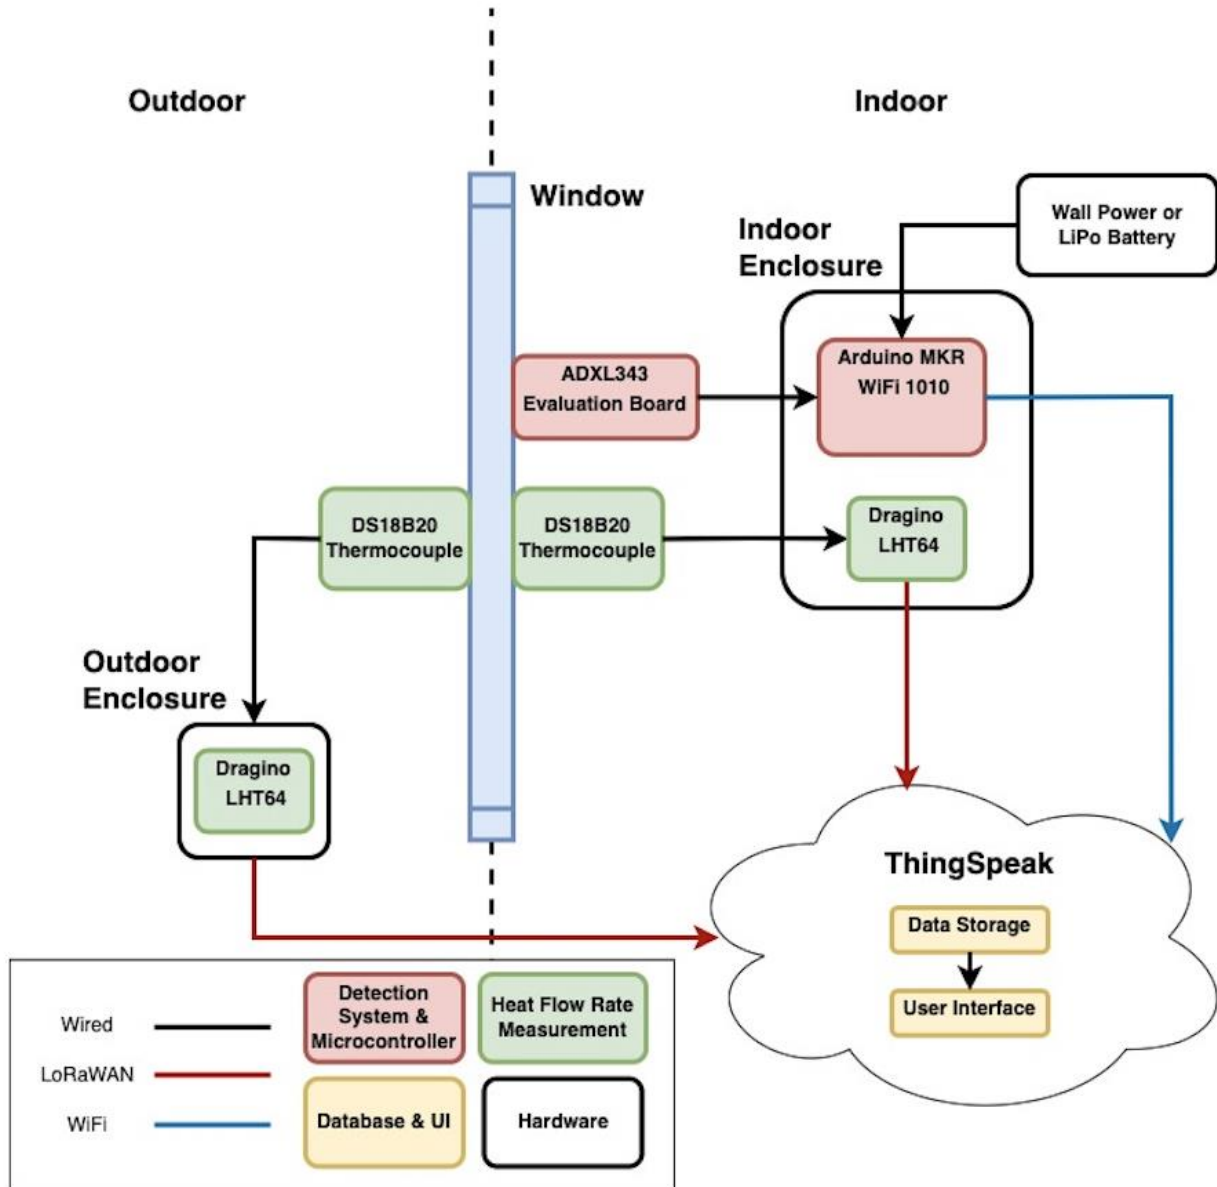 Outdoor
Indoor
Window
Wall Power or
LiPo Battery
Indoor
Enclosure
Arduino MKR
WiFi 1010
ADXL343
Evaluation Board
DS18B20
Thermocouple
DS18B20
Thermocouple
Dragino
LHT64
Outdoor
Enclosure
Dragino
LHT64
ThingSpeak
Data Storage
User Interface
Wired
LoRaWAN
WiFi
Detection
System &
Microcontroller
Heat Flow Rate
Measurement
Database & UI
Hardware